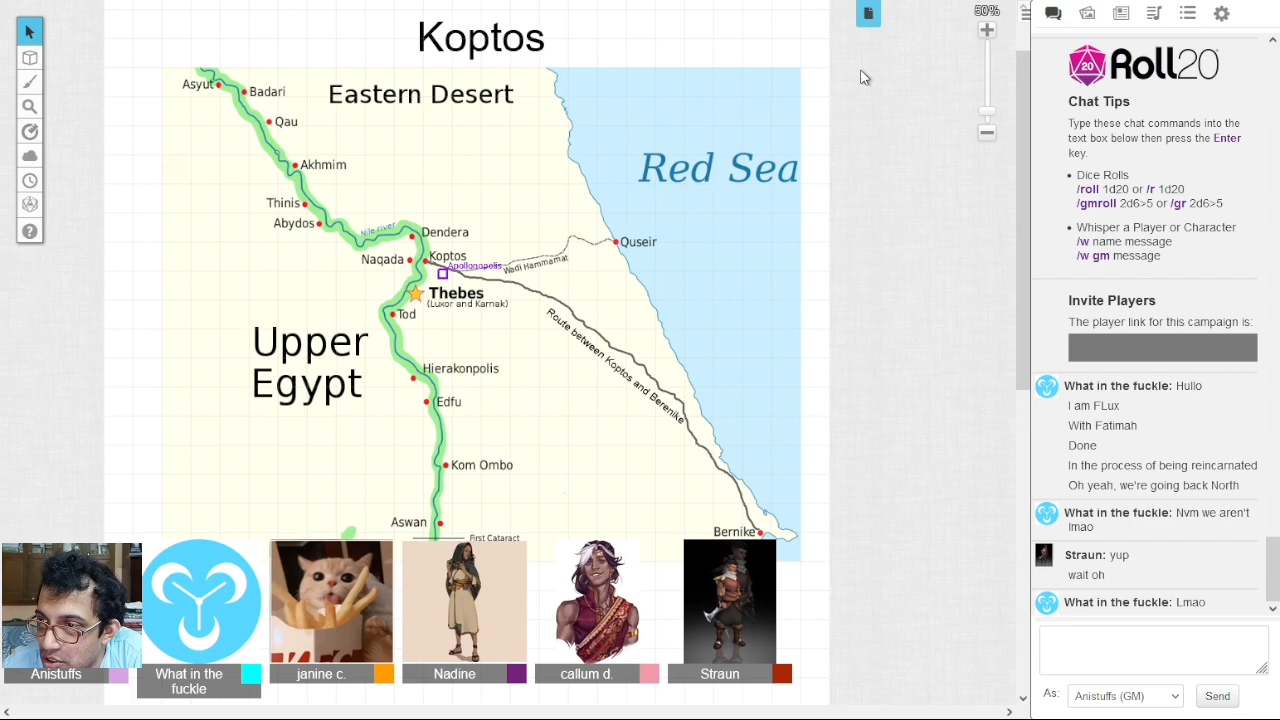 Koptos
80%
Asyut
Badari
Eastern Desert
Qau
Red Sea
Akhmim
Thinis
Abydos
Nile river
Dendera
Quseir
Naqada
Koptos
Apollonopolis
Wadi Hammamat
Thebes
(Luxor and Karnak)
Tod
Route between Koptos and Berenike
Upper
Egypt
Hierakonpolis
Edfu
Kom Ombo
Aswan
Bernike
First Cataract
Anistuffs
What in the
fuckle
janine c.
Nadine
callum d.
Straun
20
Roll20
Chat Tips
Type these chat commands into the
text box below then press the Enter
key.
• Dice Rolls
/roll 1d20 or /r 1d20
/gmroll 2d6>5 or /gr 2d6>5
• Whisper a Player or Character
/w name message
/w gm message
Invite Players
The player link for this campaign is:
What in the fuckle: Hullo
I am FLux
With Fatimah
Done
In the process of being reincarnated
Oh yeah, we're going back North
What in the fuckle: Nvm we aren't
lmao
Straun: yup
wait oh
What in the fuckle: Lmao
As:
Anistuffs (GM)
Send